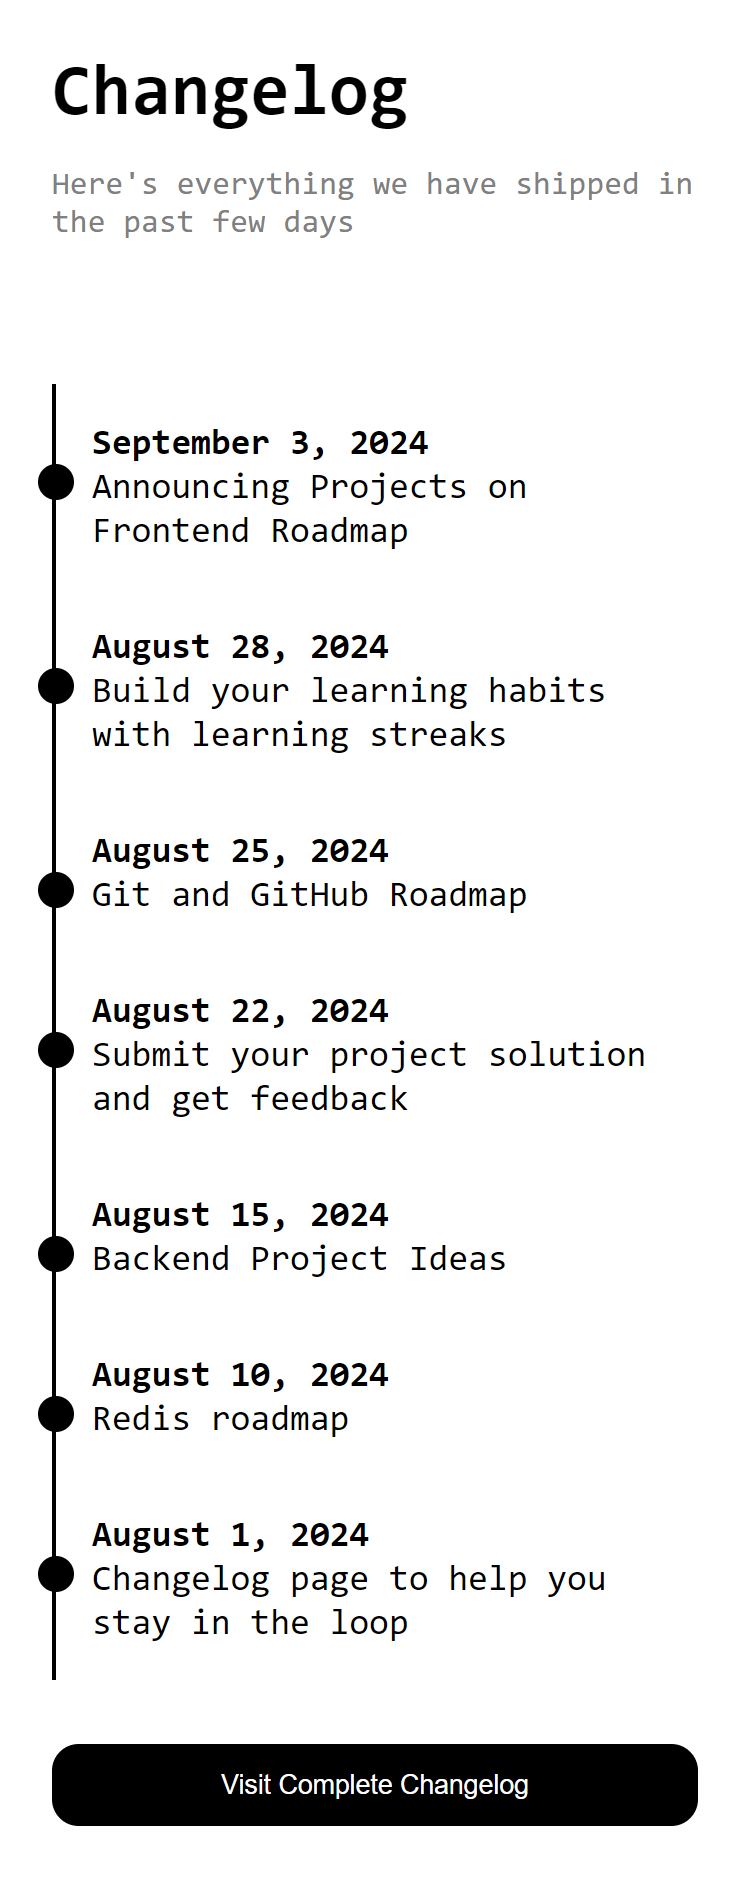 Changelog
Here's everything we have shipped in
the past few days
September 3, 2024
Announcing Projects on
Frontend Roadmap
August 28, 2024
Build your learning habits
with learning streaks
August 25, 2024
Git and GitHub Roadmap
August 22, 2024
Submit your project solution
and get feedback
August 15, 2024
Backend Project Ideas
August 10, 2024
Redis roadmap
August 1, 2024
Changelog page to help you
stay in the loop
Visit Complete Changelog